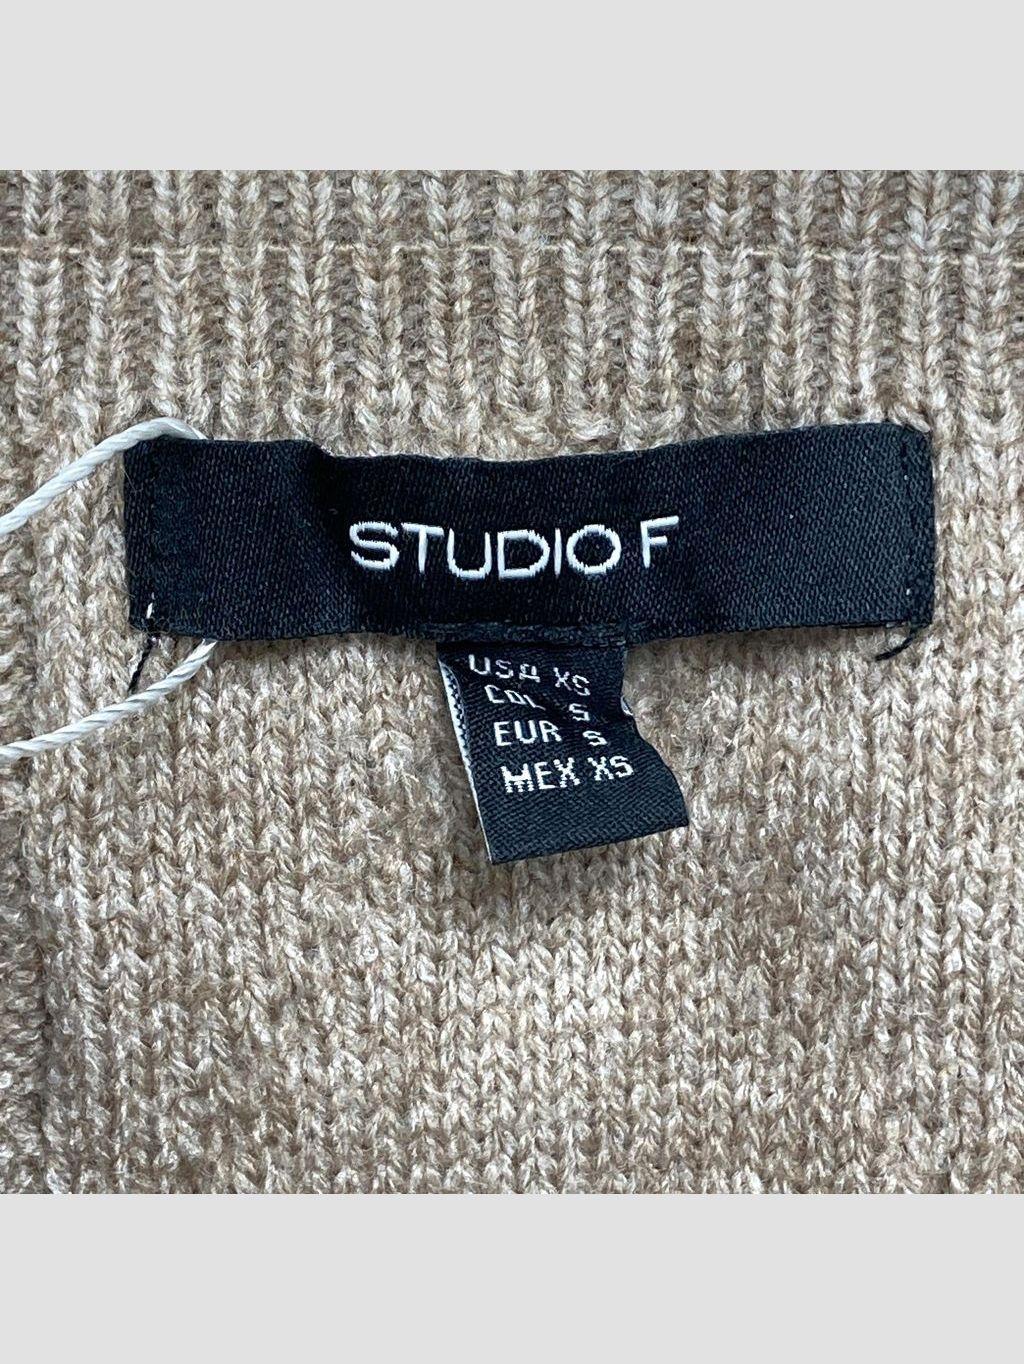 STUDIO F
USA XS
COL S
EUR S
MEX XS